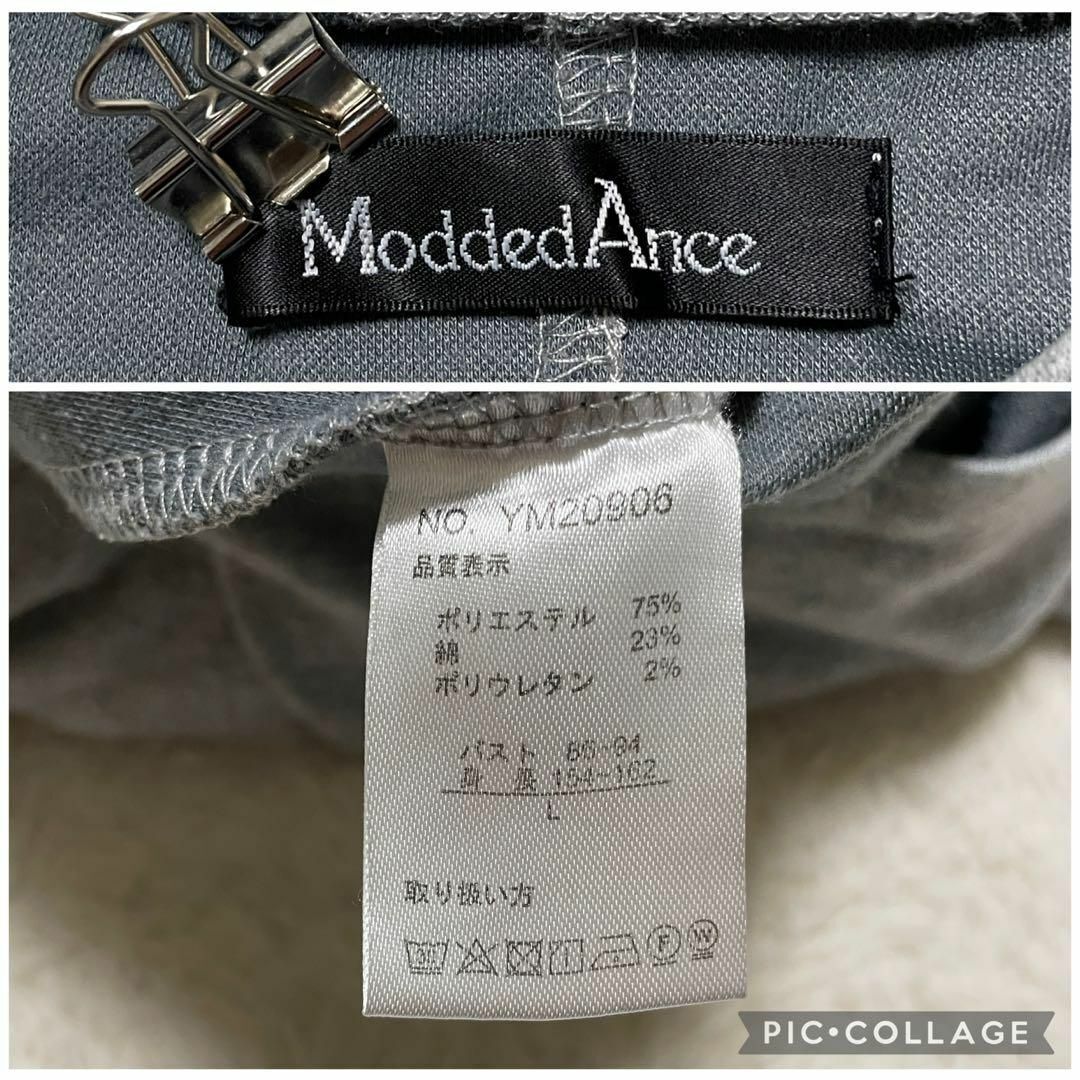 ModdedAnce
NO. YM20906
品質表示
ポリエステル 75%
綿 23%
ポリウレタン 2%
バスト 86-94
身 長 154-162
L
取り扱い方
30 F W
PIC•COLLAGE